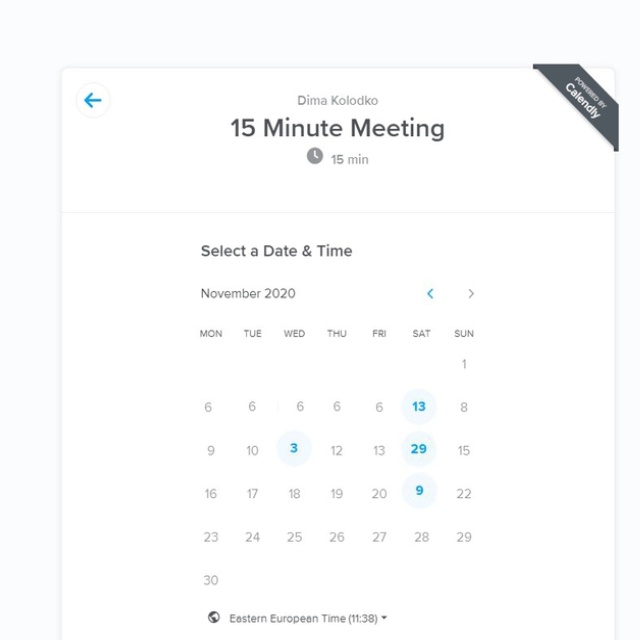 POWERED BY
Calendly
Dima Kolodko
15 Minute Meeting
15 min
Select a Date & Time
November 2020
MON TUE WED THU FRI SAT SUN
1
6 6 6 6 6 13 8
9 10 3 12 13 29 15
16 17 18 19 20 9 22
23 24 25 26 27 28 29
30
Eastern European Time (11:38)